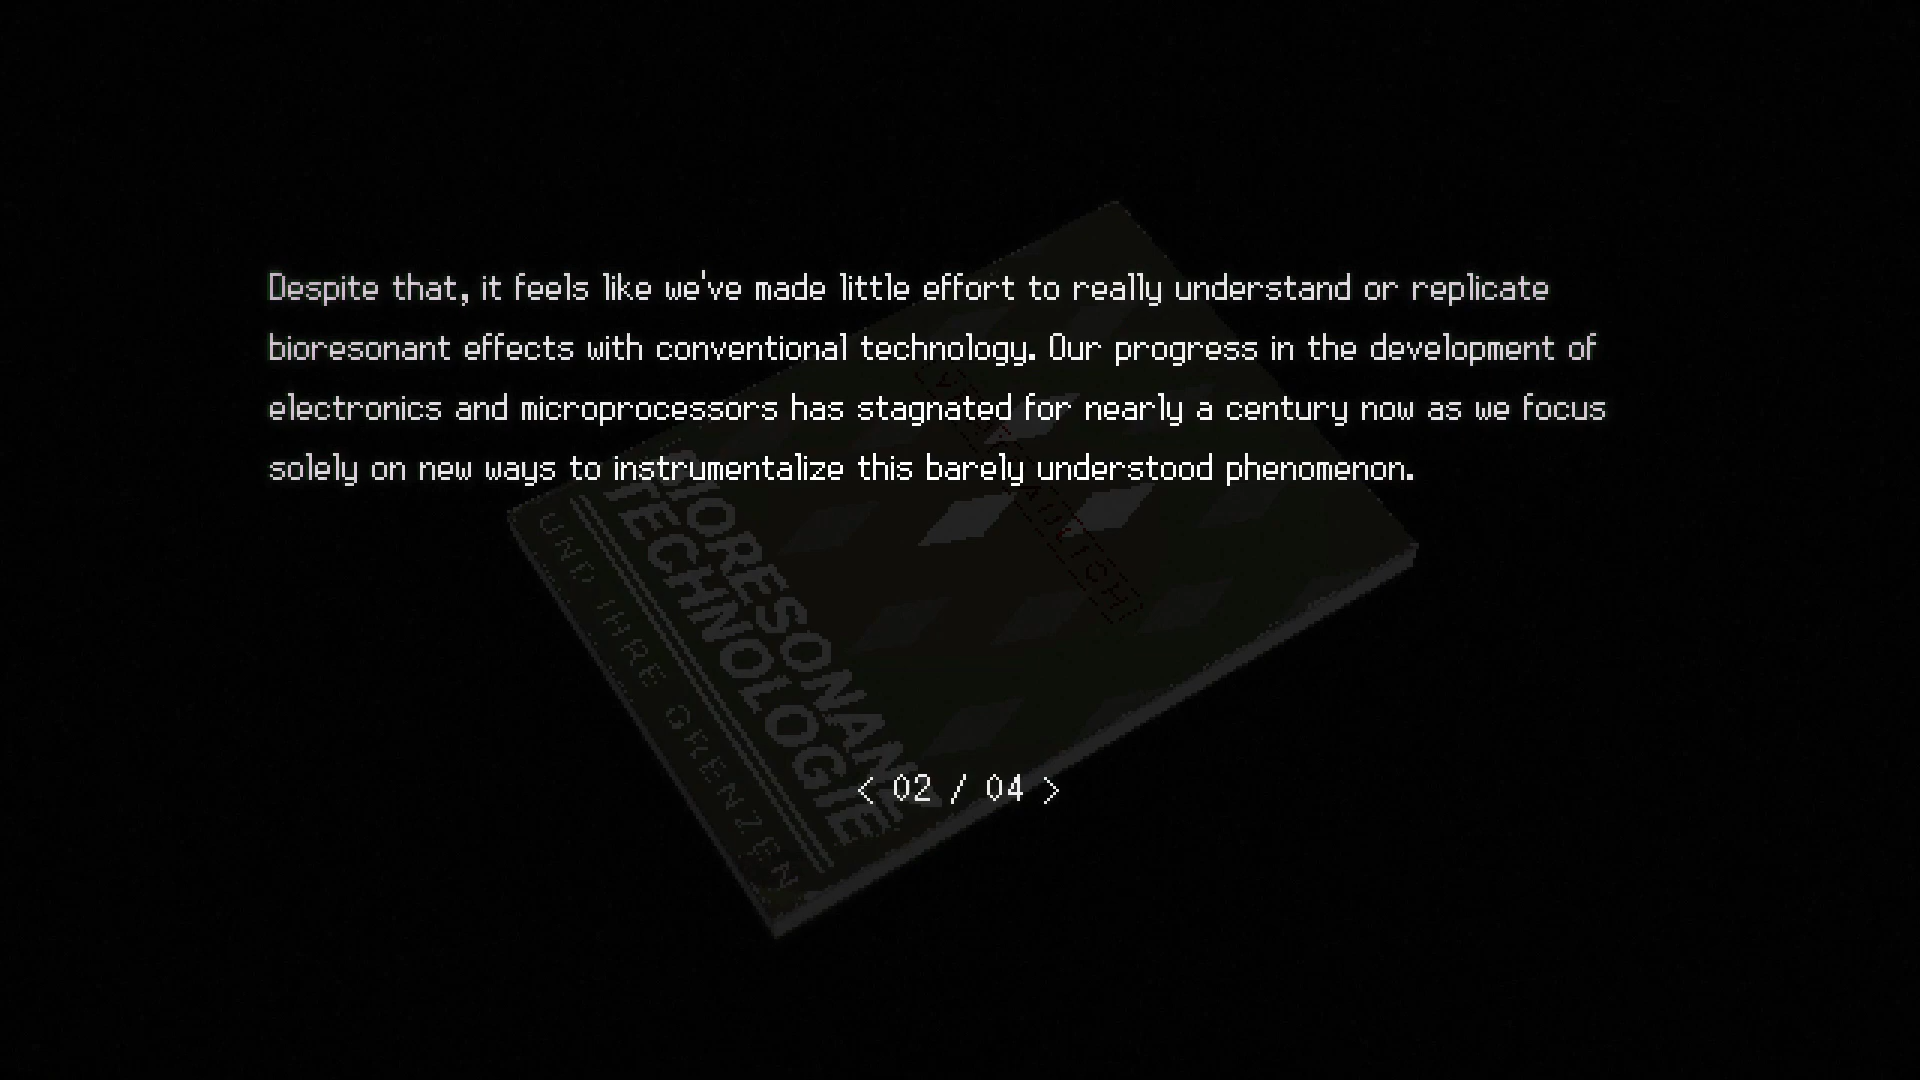 Despite that, it feels like we've made little effort to really understand or replicate
bioresonant effects with conventional technology. Our progress in the development of
electronics and microprocessors has stagnated for nearly a century now as we focus
solely on new ways to instrumentalize this barely understood phenomenon.
BIORESONANZ
TECHNOLOGIE
UND IHRE GRENZEN
< 02 / 04 >